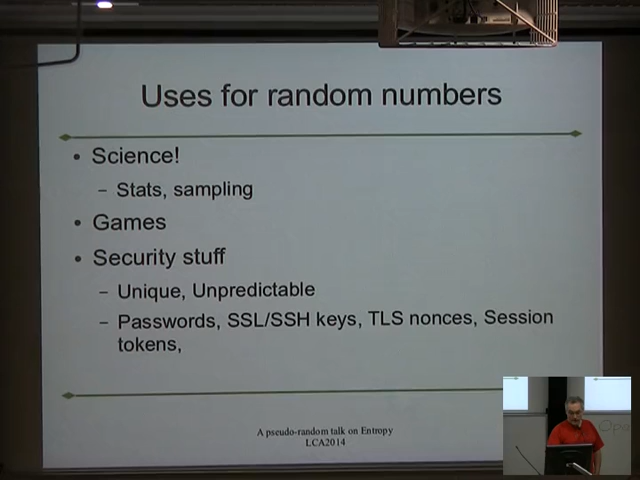 Uses for random numbers
• Science!
– Stats, sampling
• Games
• Security stuff
– Unique, Unpredictable
– Passwords, SSL/SSH keys, TLS nonces, Session
tokens,
A pseudo-random talk on Entropy
LCA2014